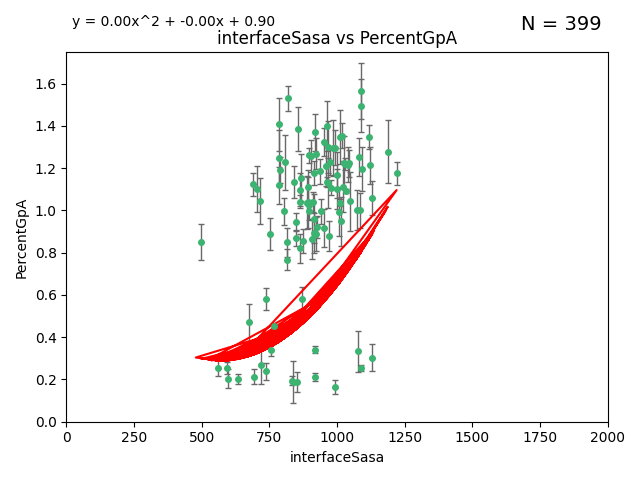 y = 0.00x^2 + -0.00x + 0.90
N = 399
interfaceSasa vs PercentGpA
PercentGpA
1.6
1.4
1.2
1.0
0.8
0.6
0.4
0.2
0.0
0 250 500 750 1000 1250 1500 1750 2000
interfaceSasa